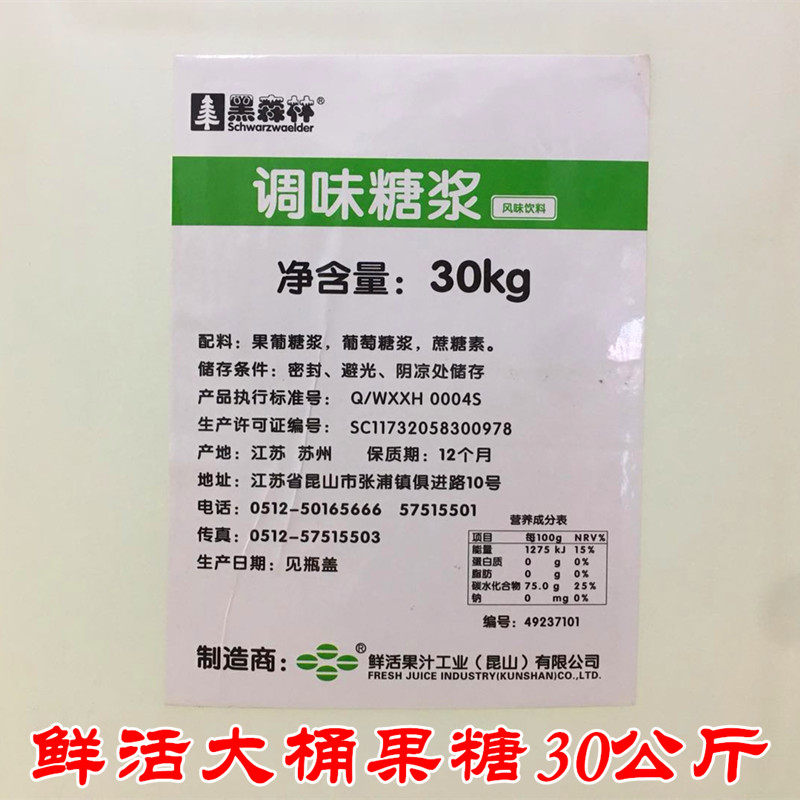 黑森林®
Schwarzwaelder
调味糖浆 风味饮料
净含量：30kg
配料：果葡糖浆，葡萄糖浆，蔗糖素。
储存条件：密封、避光、阴凉处储存
产品执行标准号：Q/WXXH 0004S
生产许可证编号：SC11732058300978
产地：江苏 苏州 保质期：12个月
地址：江苏省昆山市张浦镇俱进路10号
电话：0512-50165666 57515501
传真：0512-57515503
生产日期：见瓶盖
营养成分表
项目 每100g NRV%
能量 1275 kJ 15%
蛋白质 0 g 0%
脂肪 0 g 0%
碳水化合物 75.0 g 25%
钠 0 mg 0%
编号：49237101
制造商： ® 鲜活果汁工业（昆山）有限公司
FRESH JUICE INDUSTRY(KUNSHAN)CO.,LTD.
鲜活大桶果糖30公斤